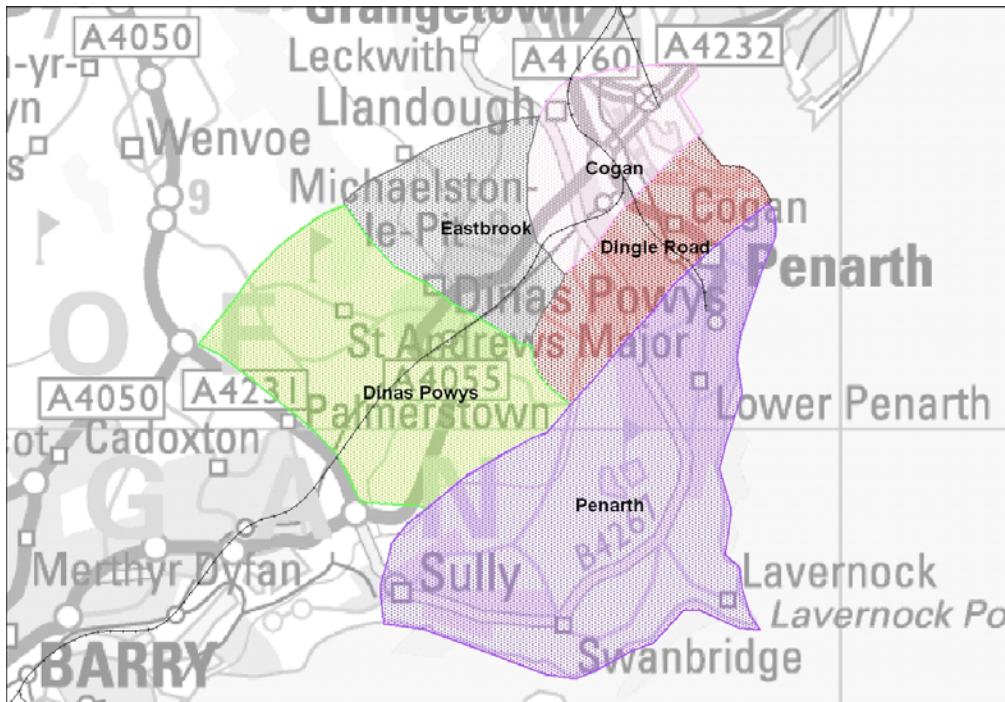 Grangetown
A4050
Leckwith
A4160
A4232
-yr-
Llandough
Wenvoe
Cogan
9
Michaelston-
le-Pit
Eastbrook
Cogan
Dingle Road
Penarth
Dinas Powys
O F
St Andrews Major
A4050
A4231
Dinas Powys
A4055
Palmerstown
Lower Penarth
Cadoxton
G A N
Penarth
B4267
Merthyr Dyfan
Sully
Lavernock
Lavernock Po
Swanbridge
BARRY